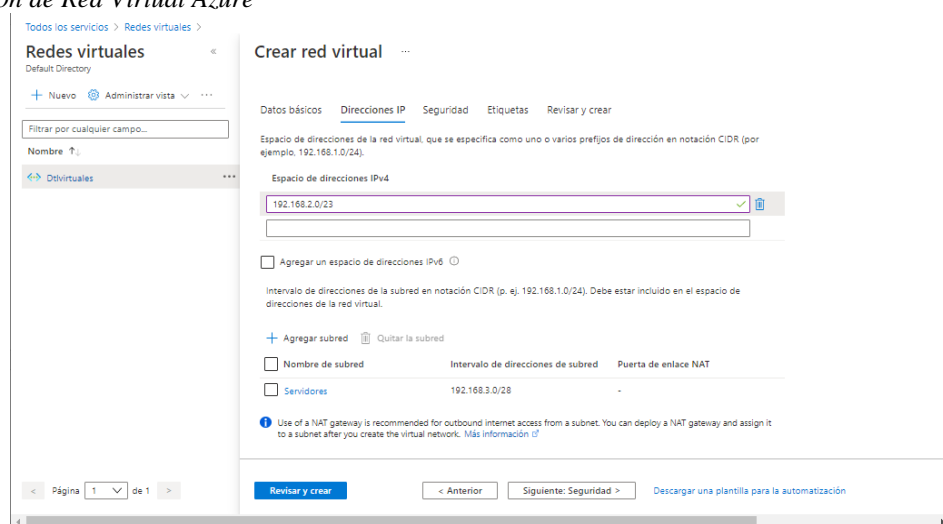 ón de Red Virtual Azure
Todos los servicios > Redes virtuales >
Redes virtuales «
Default Directory
+ Nuevo Administrar vista ...
Filtrar por cualquier campo...
Nombre ↑↓
Dtlvirtuales ...
< Página 1 de 1 >
Crear red virtual ...
Datos básicos Direcciones IP Seguridad Etiquetas Revisar y crear
Espacio de direcciones de la red virtual, que se especifica como uno o varios prefijos de dirección en notación CIDR (por
ejemplo, 192.168.1.0/24).
Espacio de direcciones IPv4
192.168.2.0/23
Agregar un espacio de direcciones IPv6
Intervalo de direcciones de la subred en notación CIDR (p. ej. 192.168.1.0/24). Debe estar incluido en el espacio de
direcciones de la red virtual.
+ Agregar subred Quitar la subred
Nombre de subred Intervalo de direcciones de subred Puerta de enlace NAT
Servidores 192.168.3.0/28 -
Use of a NAT gateway is recommended for outbound internet access from a subnet. You can deploy a NAT gateway and assign it
to a subnet after you create the virtual network. Más información
Revisar y crear < Anterior Siguiente: Seguridad > Descargar una plantilla para la automatización